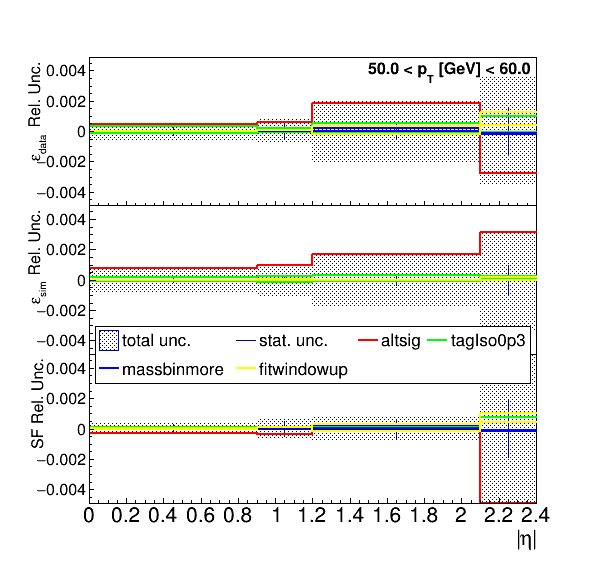 50.0 < p_T [GeV] < 60.0
ε_data Rel. Unc.
0.004
0.002
0
−0.002
−0.004
ε_sim Rel. Unc.
0.004
0.002
0
−0.002
−0.004
total unc. stat. unc. altsig tagIso0p3
massbinmore fitwindowup
SF Rel. Unc.
0.004
0.002
0
−0.002
−0.004
0 0.2 0.4 0.6 0.8 1 1.2 1.4 1.6 1.8 2 2.2 2.4
|η|